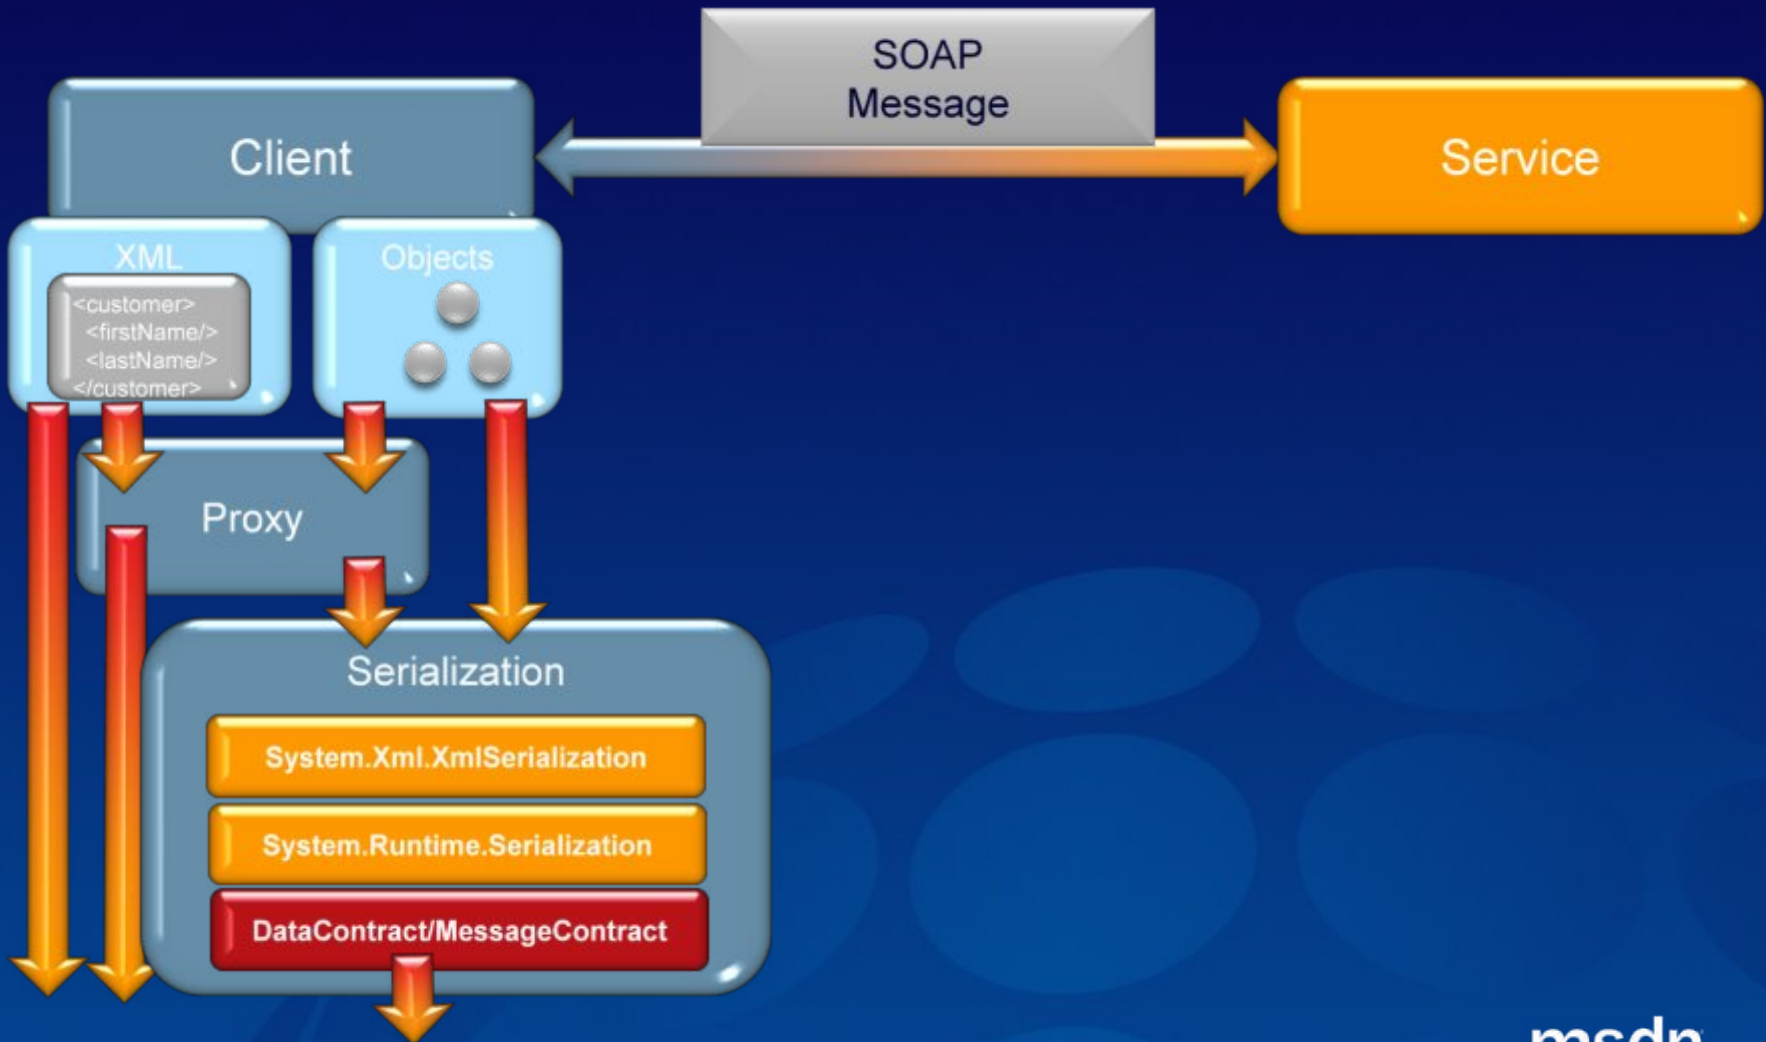 SOAP
Message
Client
Service
XML
<customer>
<firstName/>
<lastName/>
</customer>
Objects
Proxy
Serialization
System.Xml.XmlSerialization
System.Runtime.Serialization
DataContract/MessageContract
msdn